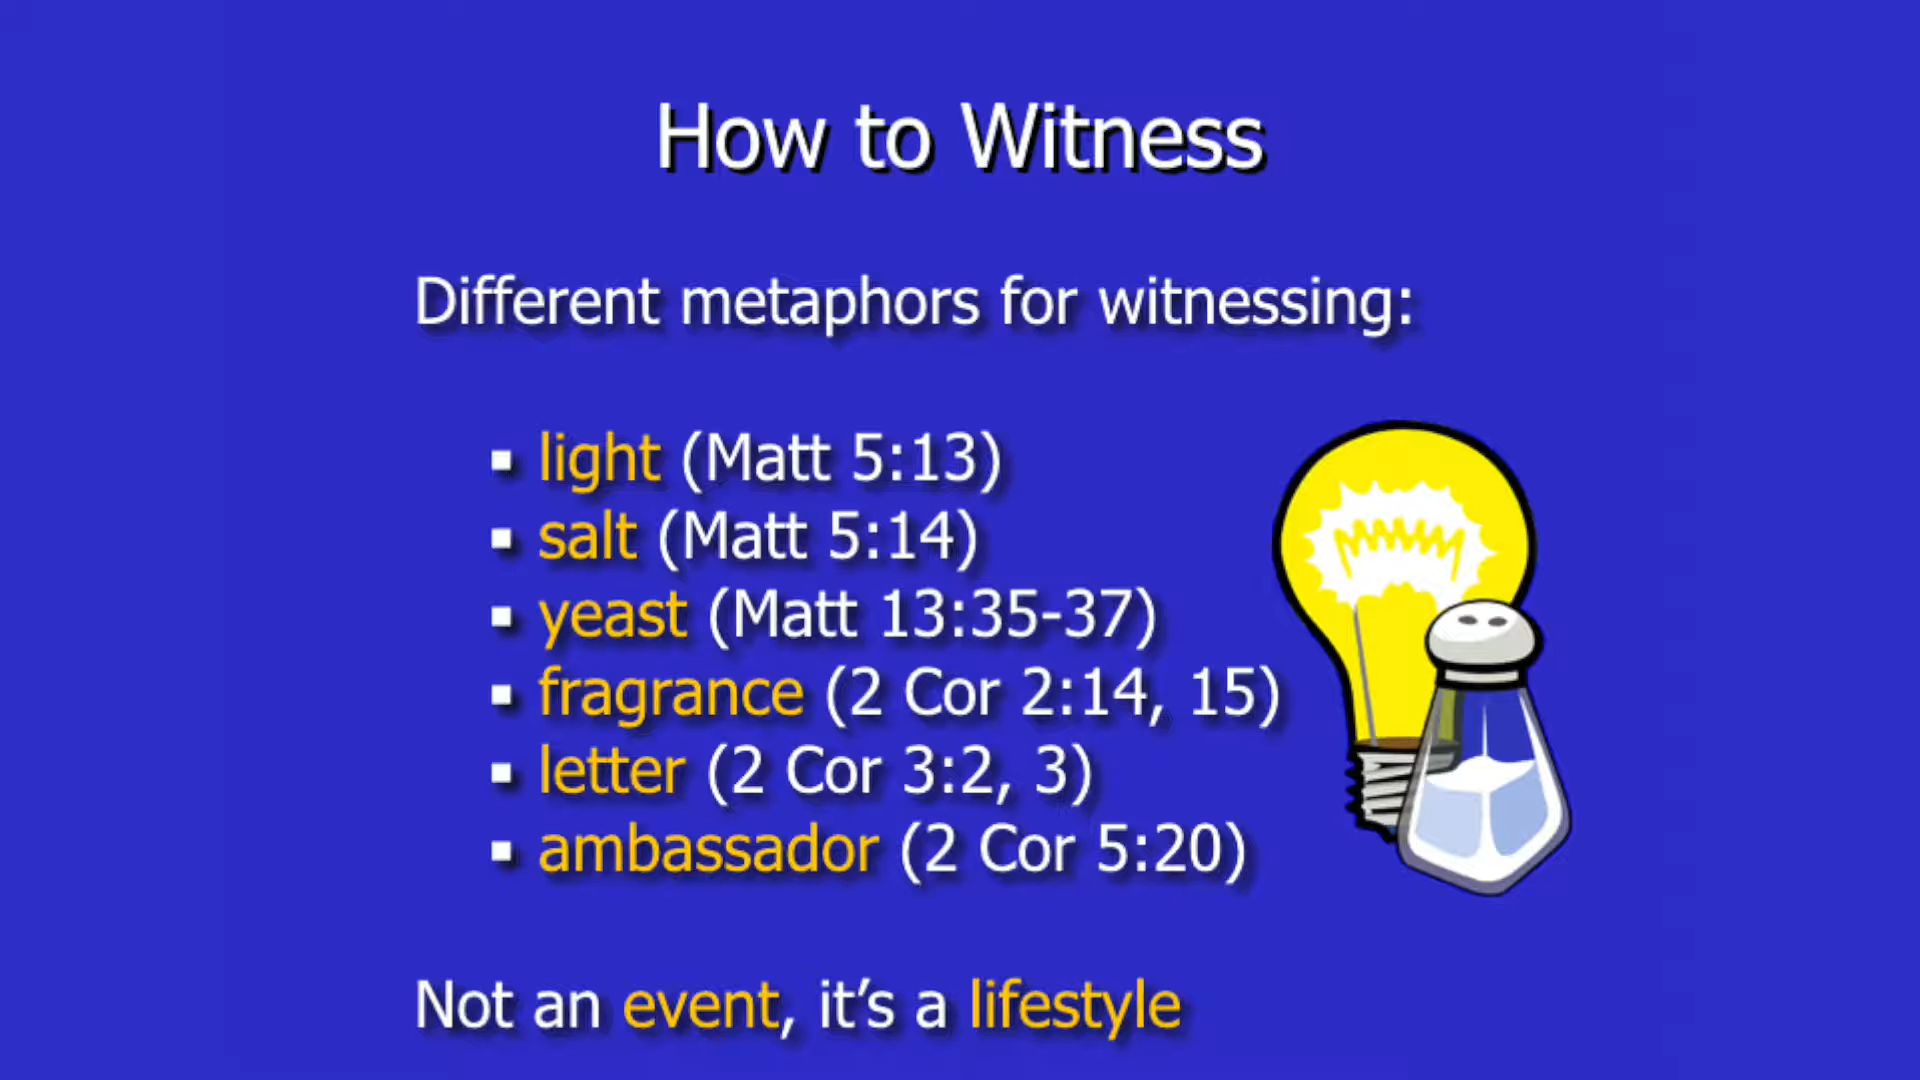 How to Witness
Different metaphors for witnessing:
▪ light (Matt 5:13)
▪ salt (Matt 5:14)
▪ yeast (Matt 13:35-37)
▪ fragrance (2 Cor 2:14, 15)
▪ letter (2 Cor 3:2, 3)
▪ ambassador (2 Cor 5:20)
Not an event, it’s a lifestyle